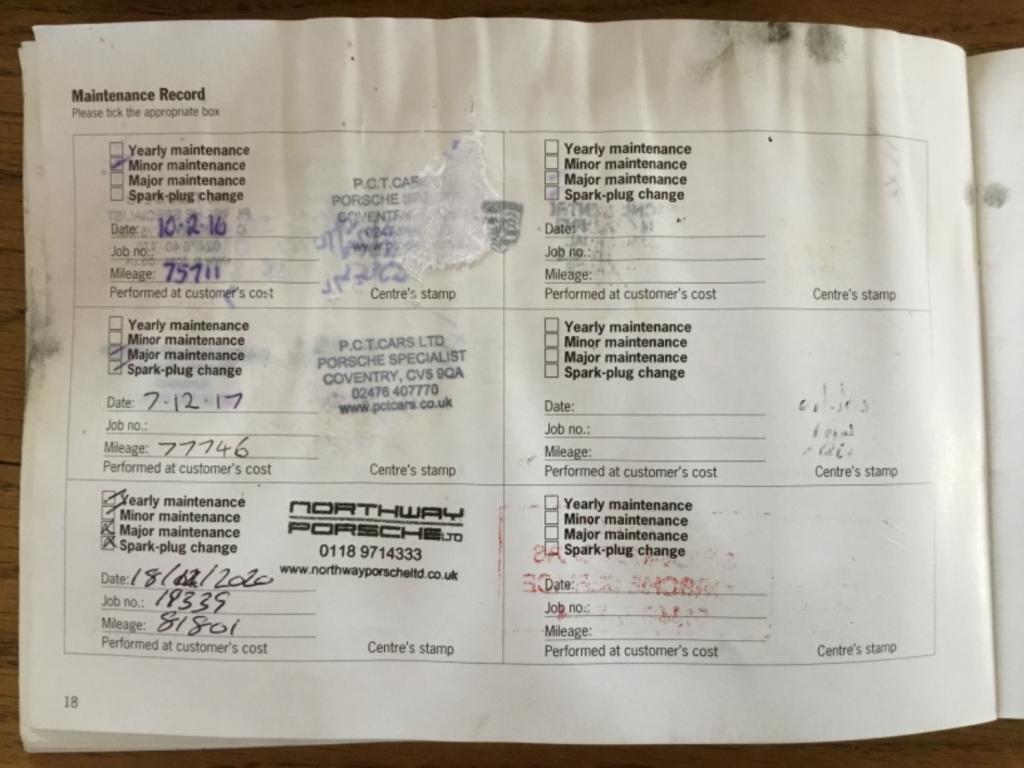 Maintenance Record
Please tick the appropriate box
Yearly maintenance
Minor maintenance
Major maintenance
Spark-plug change
P.C.T.CAR
PORSCHE
COVENTRY
Date: 10.2.16
Job no.:
Mileage: 75711
Performed at customer's cost
Centre's stamp
Yearly maintenance
Minor maintenance
Major maintenance
Spark-plug change
Date:
Job no.:
Mileage:
Performed at customer's cost
Centre's stamp
Yearly maintenance
Minor maintenance
Major maintenance
Spark-plug change
P.C.T.CARS LTD
PORSCHE SPECIALIST
COVENTRY, CV5 9QA
02476 407770
www.pctcars.co.uk
Date: 7.12.17
Job no.:
Mileage: 77746
Performed at customer's cost
Centre's stamp
Yearly maintenance
Minor maintenance
Major maintenance
Spark-plug change
Date:
Job no.:
Mileage:
Performed at customer's cost
Centre's stamp
Yearly maintenance
Minor maintenance
Major maintenance
Spark-plug change
NORTHWAY
PORSCHE LTD
0118 9714333
www.northwayporscheltd.co.uk
Date: 18/ /2020
Job no.: 18339
Mileage: 81801
Performed at customer's cost
Centre's stamp
Yearly maintenance
Minor maintenance
Major maintenance
Spark-plug change
Date:
Job no.:
Mileage:
Performed at customer's cost
Centre's stamp
18